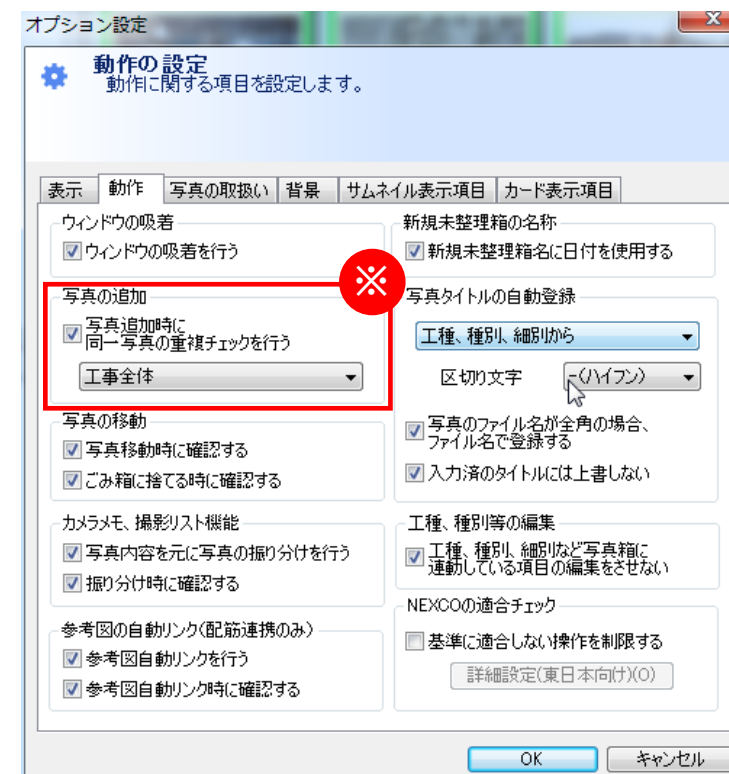 オプション設定
動作の設定
動作に関する項目を設定します。
表示 動作 写真の取扱い 背景 サムネイル表示項目 カード表示項目
ウィンドウの吸着
ウィンドウの吸着を行う
写真の追加
※
写真追加時に
同一写真の重複チェックを行う
工事全体
写真の移動
写真移動時に確認する
ごみ箱に捨てる時に確認する
カメラメモ、撮影リスト機能
写真内容を元に写真の振り分けを行う
振り分け時に確認する
参考図の自動リンク(配筋連携のみ)
参考図自動リンクを行う
参考図自動リンク時に確認する
新規未整理箱の名称
新規未整理箱名に日付を使用する
写真タイトルの自動登録
工種、種別、細別から
区切り文字 -(ハイフン)
写真のファイル名が全角の場合、
ファイル名で登録する
入力済のタイトルには上書しない
工種、種別等の編集
工種、種別、細別など写真箱に
連動している項目の編集をさせない
NEXCOの適合チェック
基準に適合しない操作を制限する
詳細設定(東日本向け)(O)
OK キャンセル